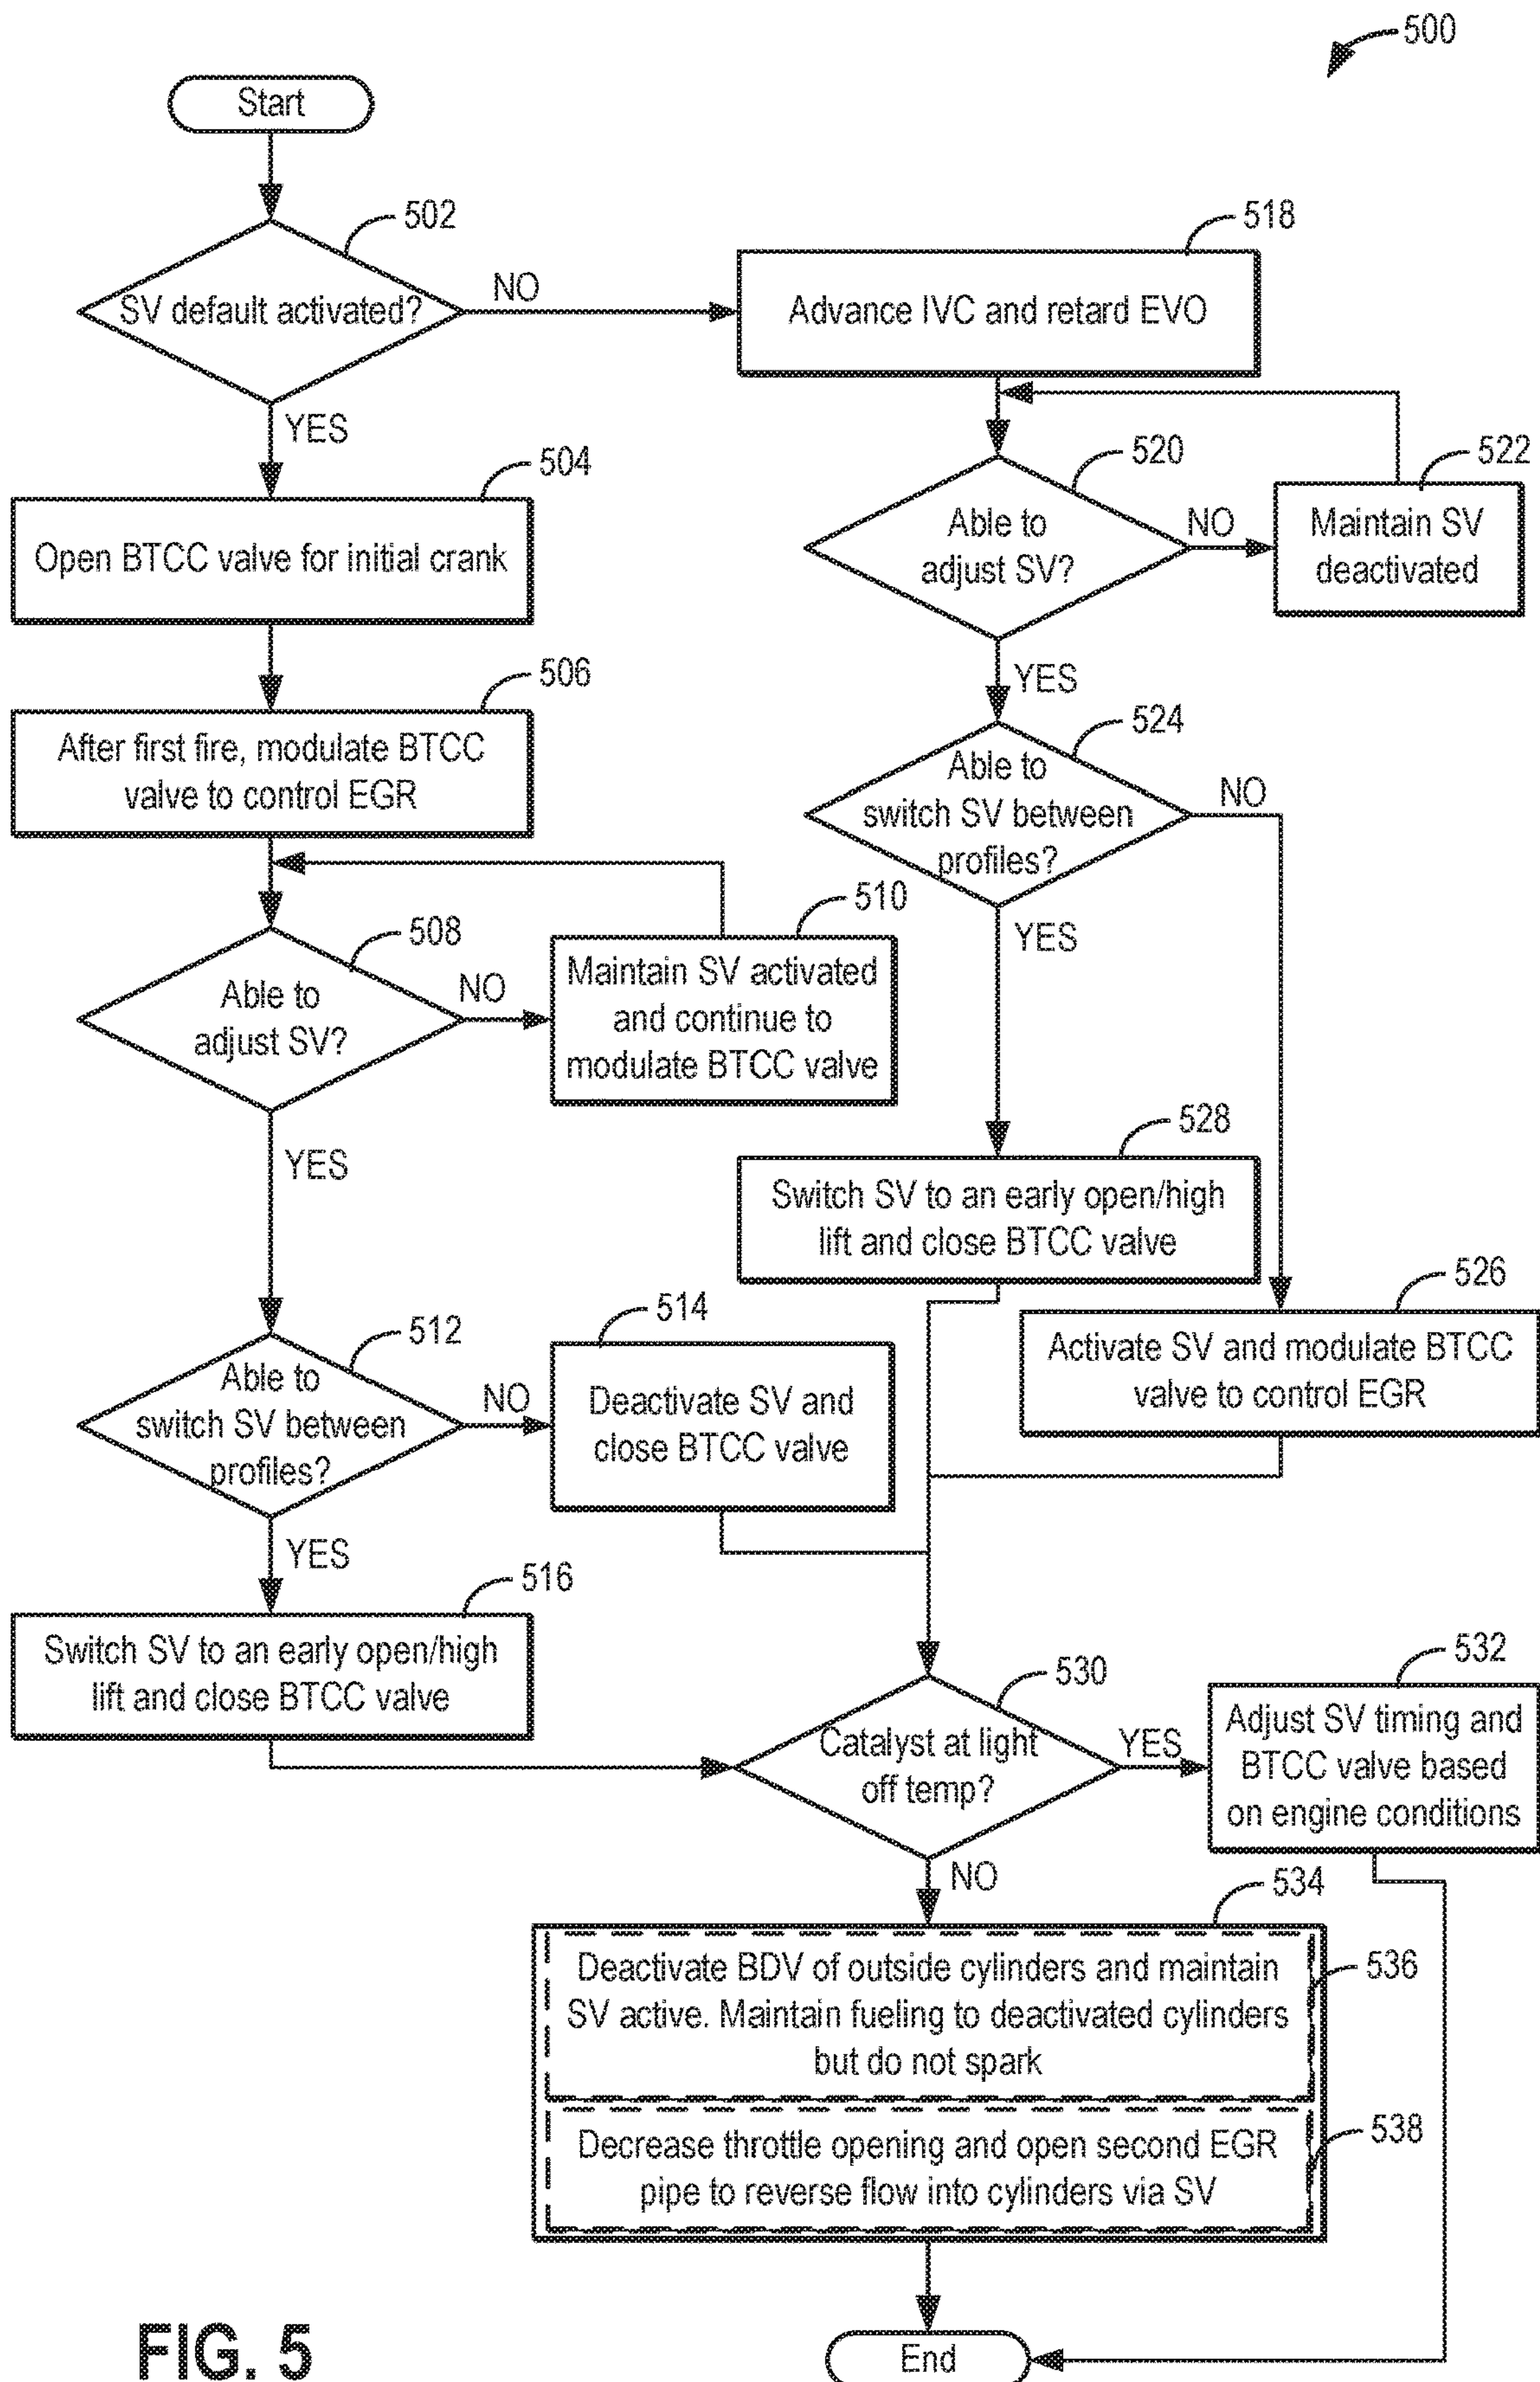 500
Start
502
SV default activated?
NO
YES
518
Advance IVC and retard EVO
504
Open BTCC valve for initial crank
506
After first fire, modulate BTCC
valve to control EGR
508
Able to
adjust SV?
NO
YES
510
Maintain SV activated
and continue to
modulate BTCC valve
512
Able to
switch SV between
profiles?
NO
YES
514
Deactivate SV and
close BTCC valve
516
Switch SV to an early open/high
lift and close BTCC valve
520
Able to
adjust SV?
NO
YES
522
Maintain SV
deactivated
524
Able to
switch SV between
profiles?
NO
YES
528
Switch SV to an early open/high
lift and close BTCC valve
526
Activate SV and modulate BTCC
valve to control EGR
530
Catalyst at light
off temp?
YES
NO
532
Adjust SV timing and
BTCC valve based
on engine conditions
534
Deactivate BDV of outside cylinders and maintain
SV active. Maintain fueling to deactivated cylinders
but do not spark
536
Decrease throttle opening and open second EGR
pipe to reverse flow into cylinders via SV
538
End
FIG. 5